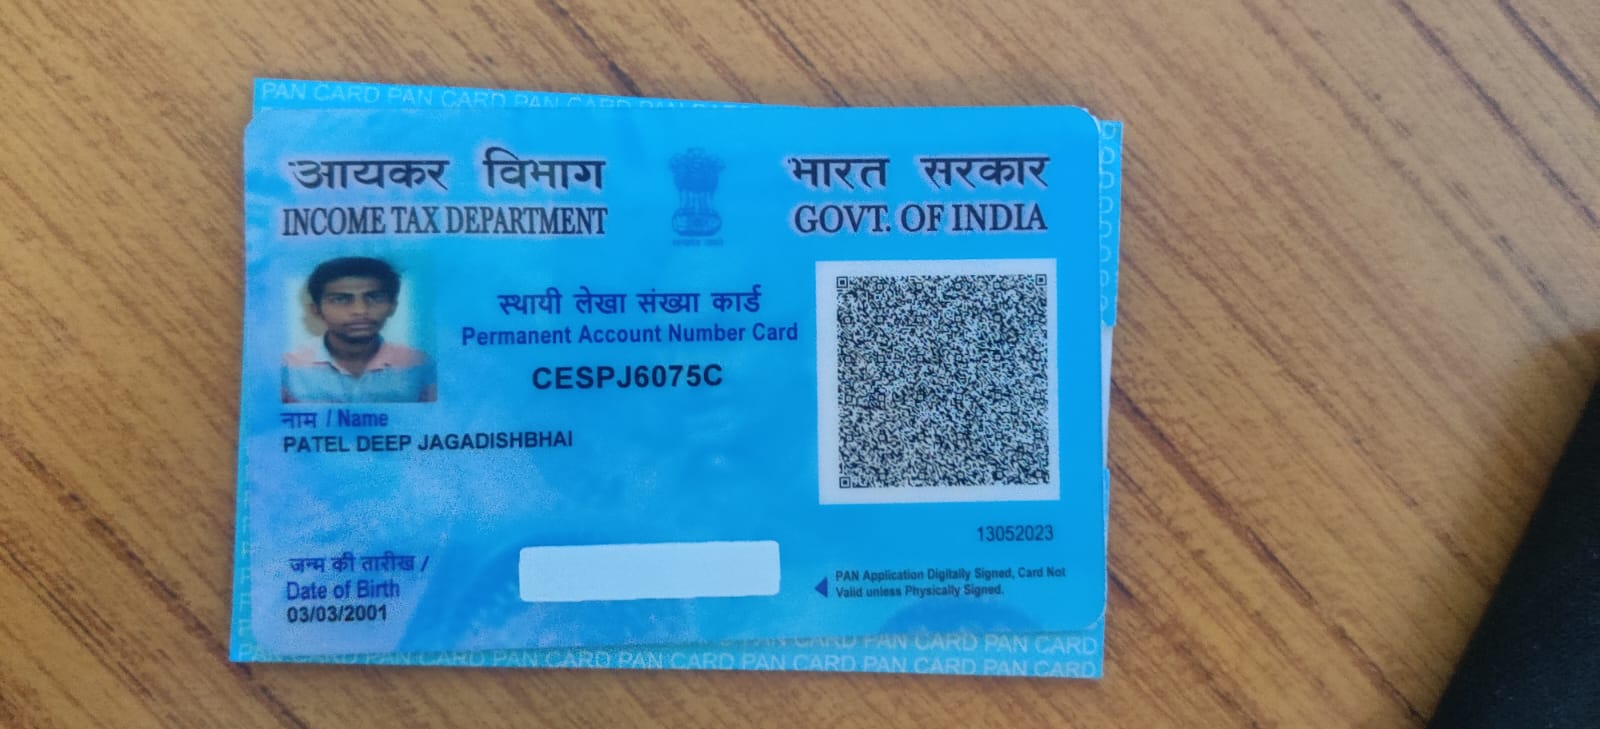 PAN CARD PAN CARD PAN CARD PAN CARD PAN CARD
आयकर विभाग
INCOME TAX DEPARTMENT
भारत सरकार
GOVT. OF INDIA
स्थायी लेखा संख्या कार्ड
Permanent Account Number Card
CESPJ6075C
नाम / Name
PATEL DEEP JAGADISHBHAI
13052023
जन्म की तारीख /
Date of Birth
03/03/2001
PAN Application Digitally Signed, Card Not
Valid unless Physically Signed.
PAN CARD PAN CARD PAN CARD
PAN CARD PAN CARD PAN CARD PAN CARD PAN CARD PAN CARD PAN CARD